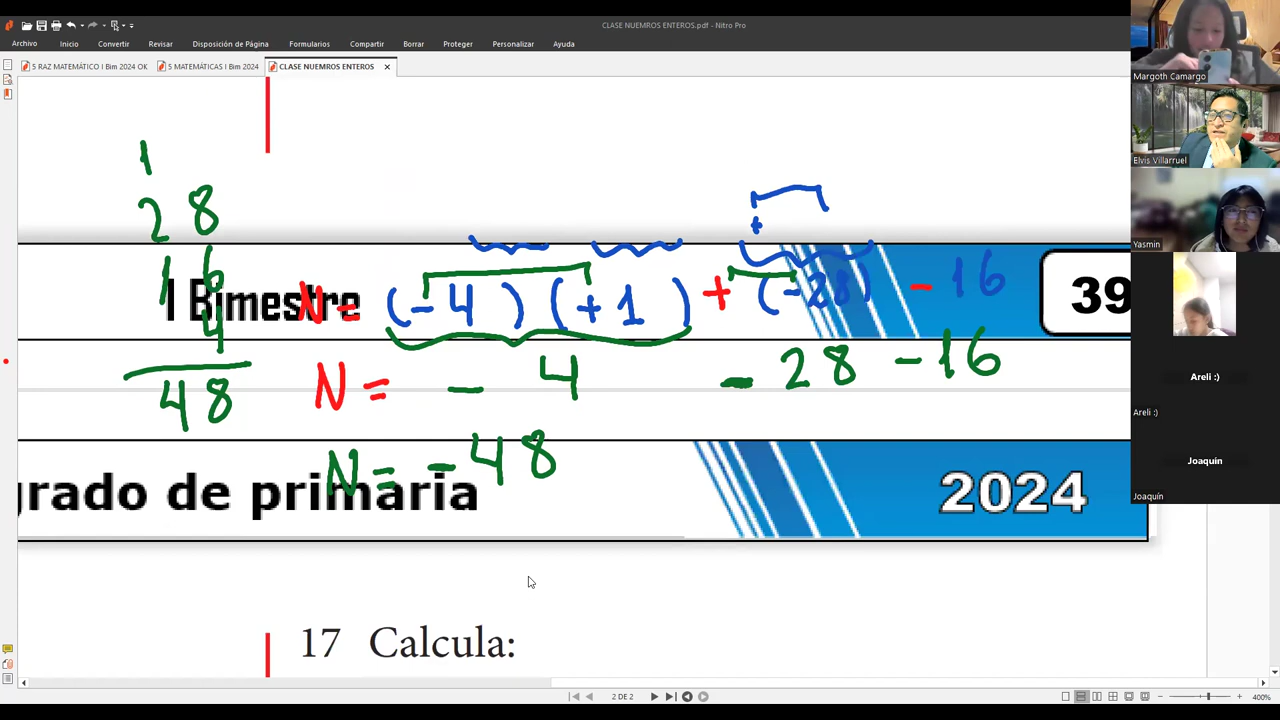 CLASE NUEMROS ENTEROS.pdf - Nitro Pro
Archivo Inicio Convertir Revisar Disposición de Página Formularios Compartir Borrar Proteger Personalizar Ayuda
5 RAZ MATEMÁTICO I Bim 2024 OK 5 MATEMÁTICAS I Bim 2024 CLASE NUEMROS ENTEROS ×
1
28
16
4
48
+
I Bimestre
N= (-4)(+1) + (-28) - 16
39
N= - 4 - 28 - 16
N= - 48
grado de primaria
2024
17 Calcula:
Margoth Camargo
Elvis Villarruel
Yasmin
Areli :)
Areli :)
Joaquin
Joaquín
2 DE 2
400%